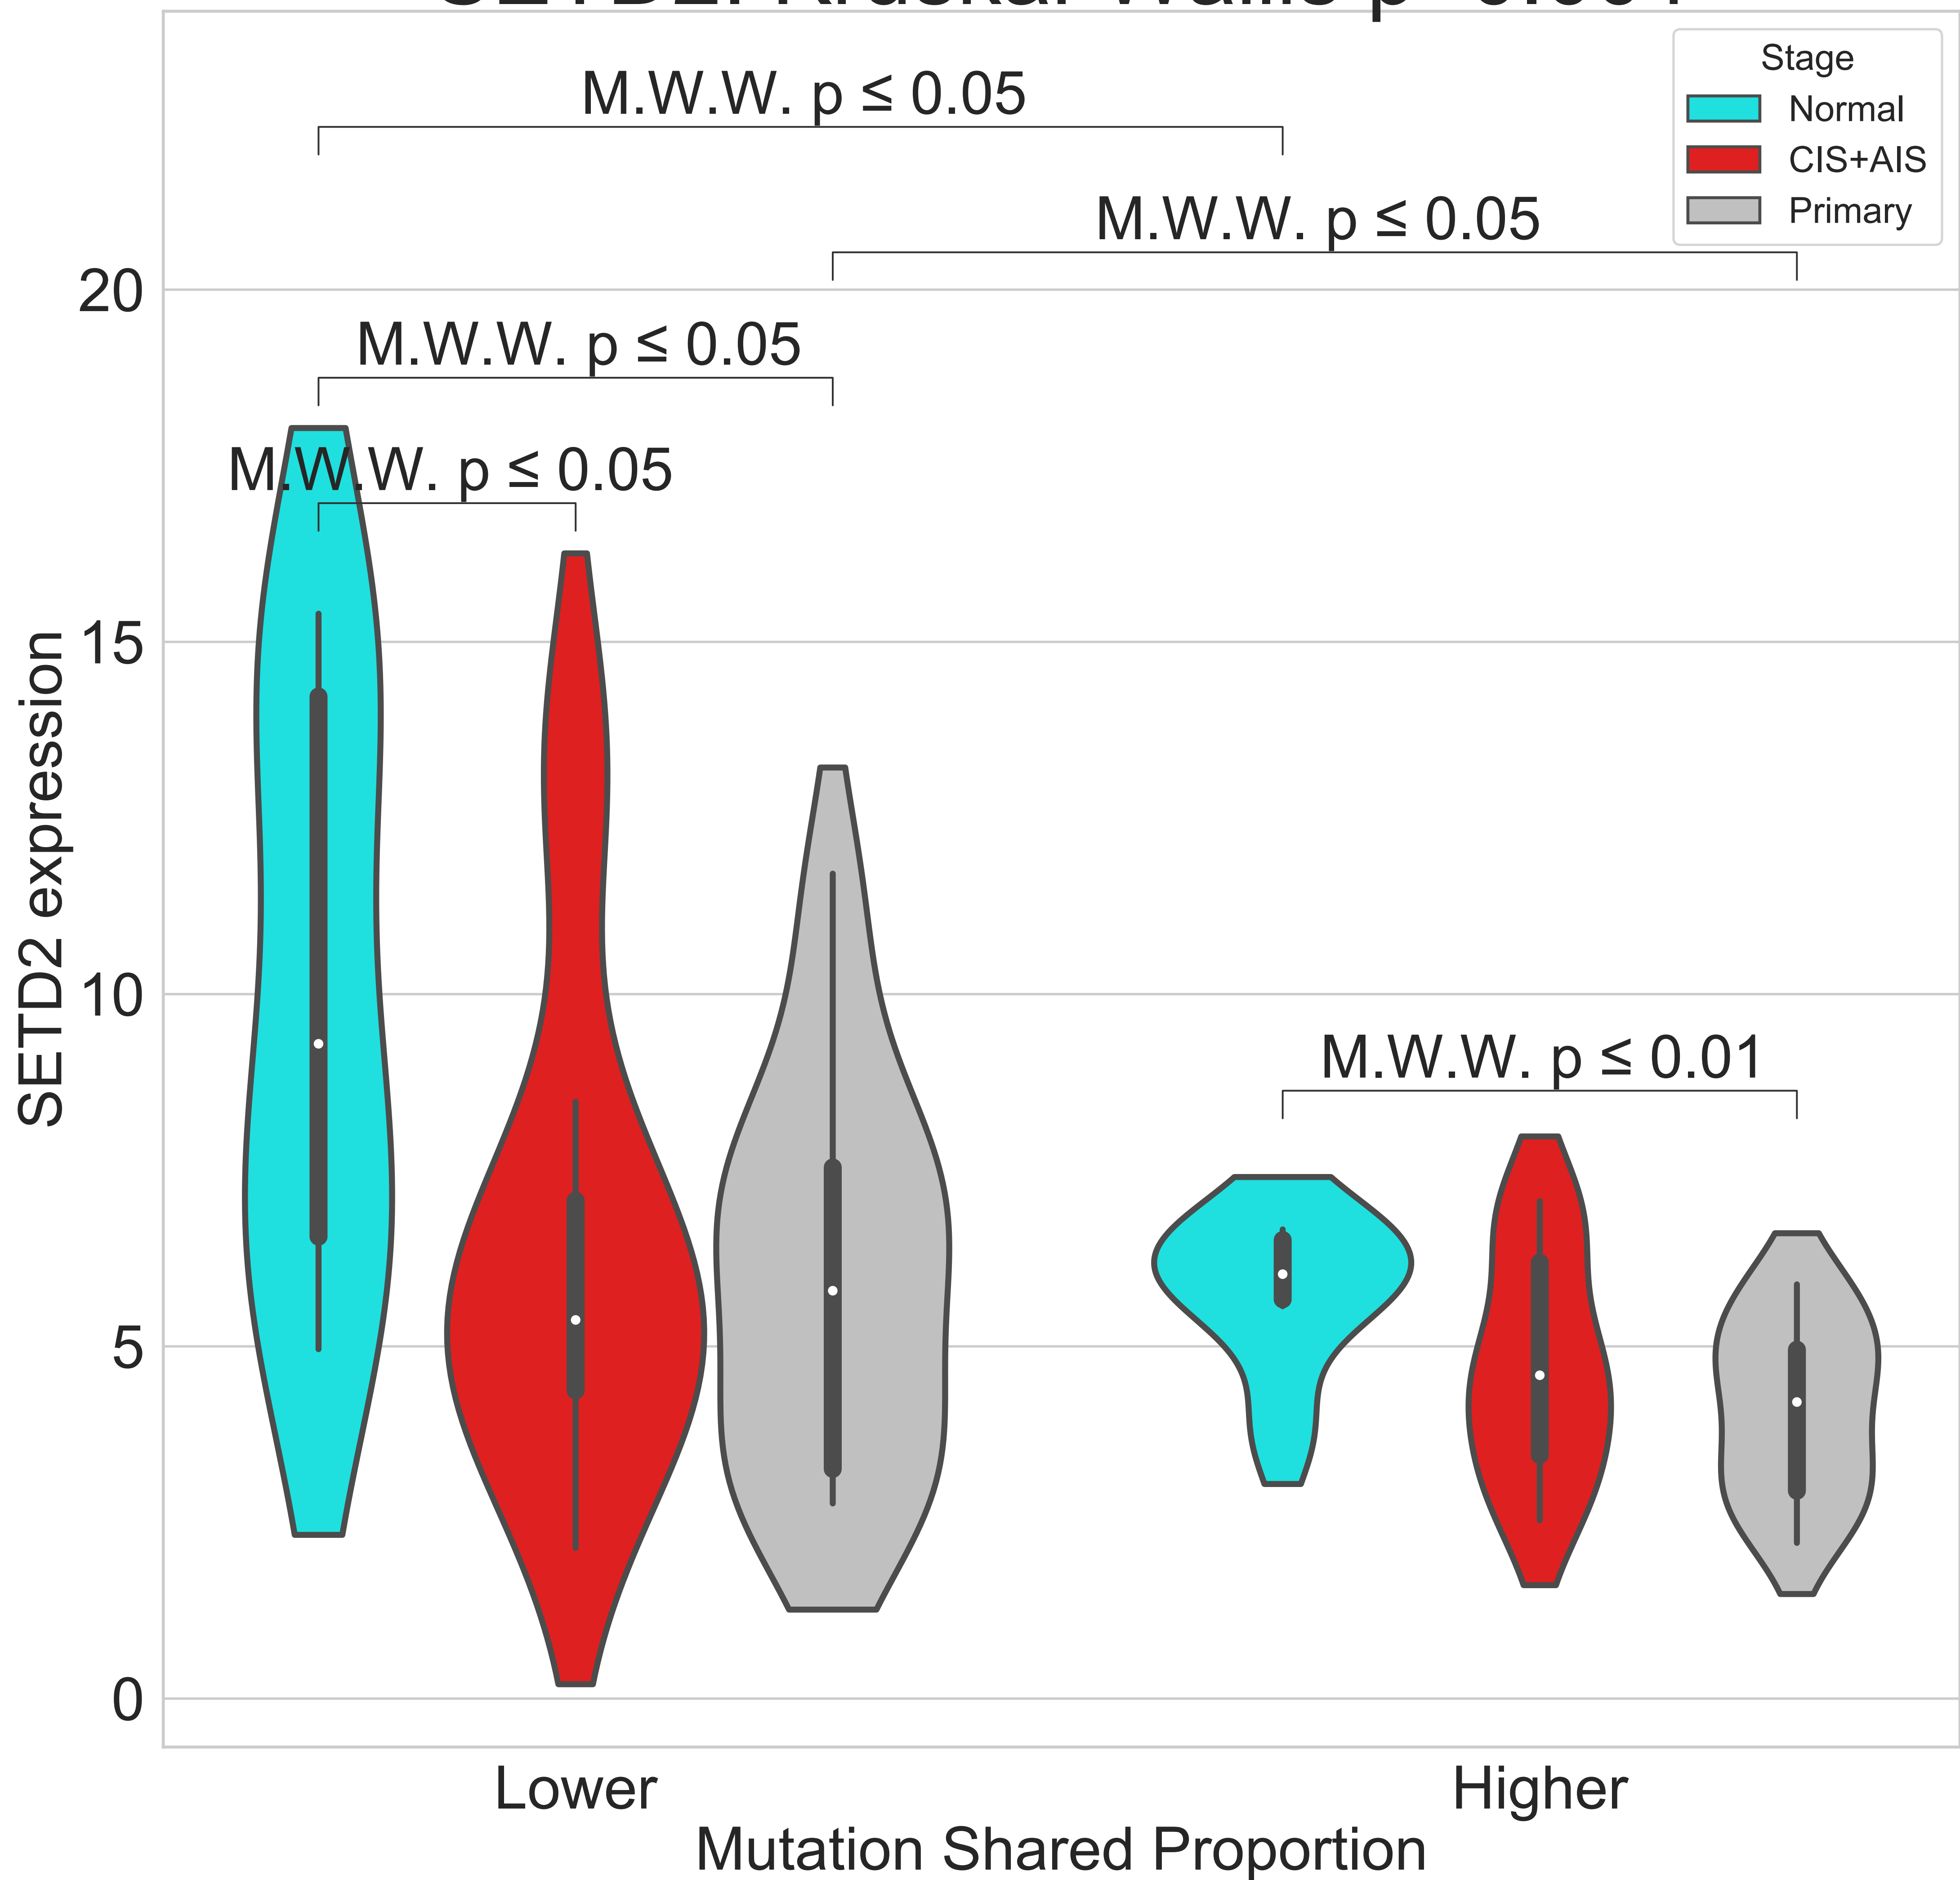 Stage
Normal
CIS+AIS
Primary
M.W.W. p ≤ 0.05
M.W.W. p ≤ 0.05
M.W.W. p ≤ 0.05
M.W.W. p ≤ 0.05
M.W.W. p ≤ 0.01
SETD2 expression
20
15
10
5
0
Lower
Higher
Mutation Shared Proportion